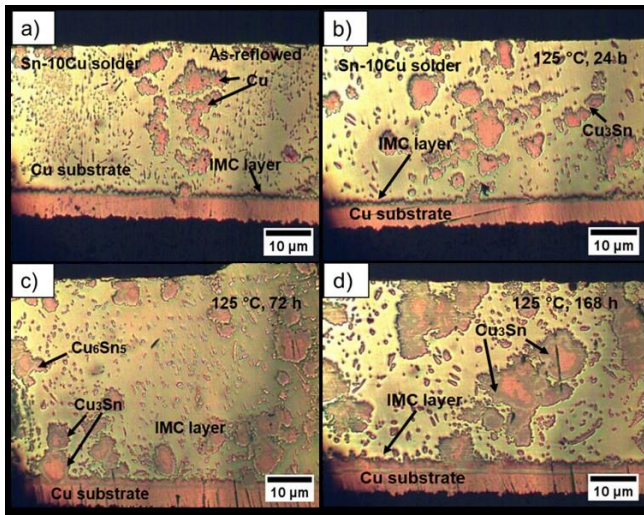 a)
As-reflowed
Sn-10Cu solder
Cu
IMC layer
Cu substrate
10 µm
b)
125 °C, 24 h
Sn-10Cu solder
Cu₃Sn
IMC layer
Cu substrate
10 µm
c)
125 °C, 72 h
Cu₆Sn₅
Cu₃Sn
IMC layer
Cu substrate
10 µm
d)
125 °C 168 h
Cu₃Sn
IMC layer
Cu substrate
10 µm